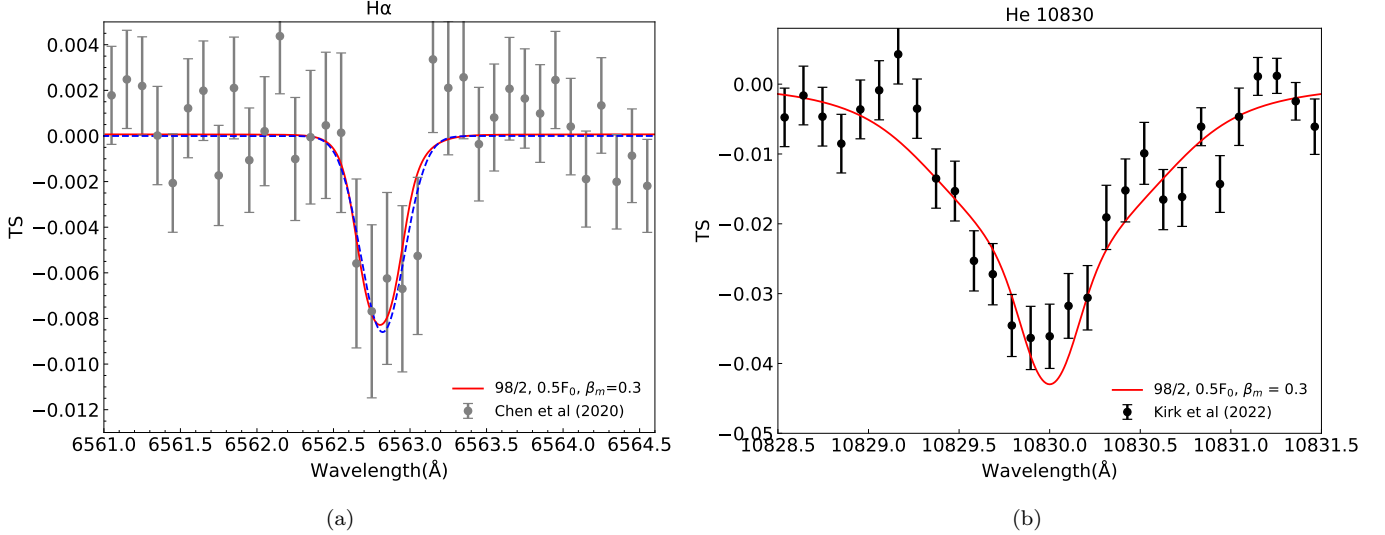 Hα
0.004
0.002
0.000
−0.002
−0.004
−0.006
−0.008
−0.010
−0.012
TS
98/2, 0.5F₀, βₘ=0.3
Chen et al (2020)
6561.0 6561.5 6562.0 6562.5 6563.0 6563.5 6564.0 6564.5
Wavelength(Å)
(a)
He 10830
0.00
−0.01
−0.02
−0.03
−0.04
−0.05
TS
98/2, 0.5F₀, βₘ = 0.3
Kirk et al (2022)
10828.5 10829.0 10829.5 10830.0 10830.5 10831.0 10831.5
Wavelength(Å)
(b)